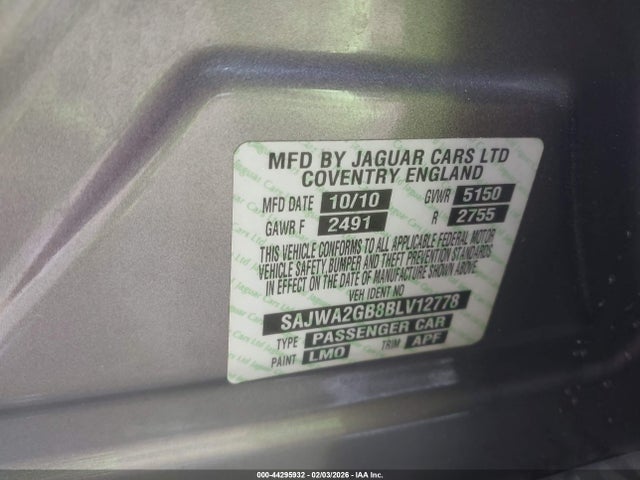 MFD BY JAGUAR CARS LTD
COVENTRY ENGLAND
MFD DATE 10/10 GVWR 5150
GAWR F 2491 R 2755
THIS VEHICLE CONFORMS TO ALL APPLICABLE FEDERAL MOTOR
VEHICLE SAFETY, BUMPER AND THEFT PREVENTION STANDARDS
IN EFFECT ON THE DATE OF MANUFACTURE SHOWN ABOVE.
VEH IDENT NO
SAJWA2GB8BLV12778
TYPE PASSENGER CAR
PAINT LMO TRIM APF
000-44295932 - 02/03/2026 - IAA Inc.